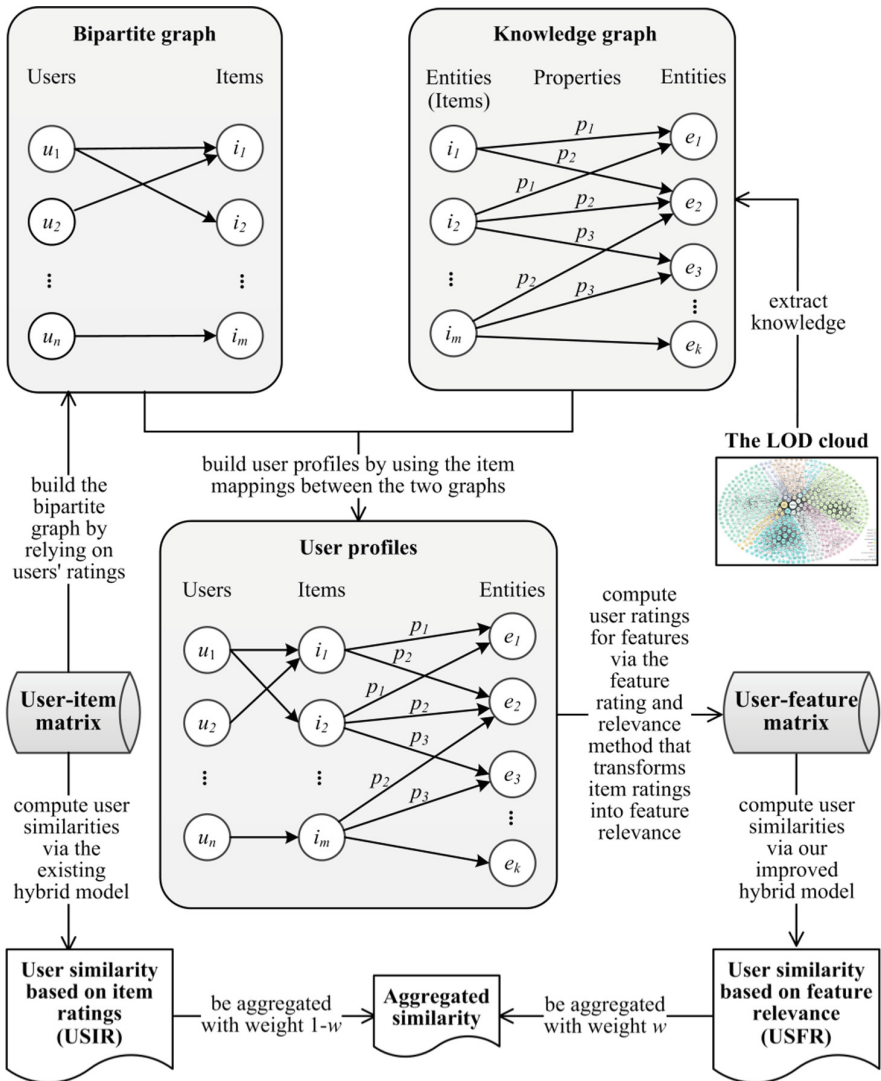 Bipartite graph
Users
Items
u1
i1
u2
i2
⋮
⋮
un
im
Knowledge graph
Entities
(Items)
Properties
Entities
i1
p1
e1
p2
p1
i2
p2
e2
p3
e3
⋮
p2
p3
⋮
im
ek
extract
knowledge
The LOD cloud
build the
bipartite
graph by
relying on
users' ratings
build user profiles by using the item
mappings between the two graphs
User profiles
Users
Items
Entities
u1
i1
p1
e1
p2
p1
u2
i2
p2
e2
p3
e3
⋮
⋮
p2
p3
⋮
un
im
ek
compute
user ratings
for features
via the
feature
rating and
relevance
method that
transforms
item ratings
into feature
relevance
User-item
matrix
User-feature
matrix
compute user
similarities
via the
existing
hybrid model
compute user
similarities
via our
improved
hybrid model
User similarity
based on item
ratings
(USIR)
be aggregated
with weight 1-w
Aggregated
similarity
be aggregated
with weight w
User similarity
based on feature
relevance
(USFR)